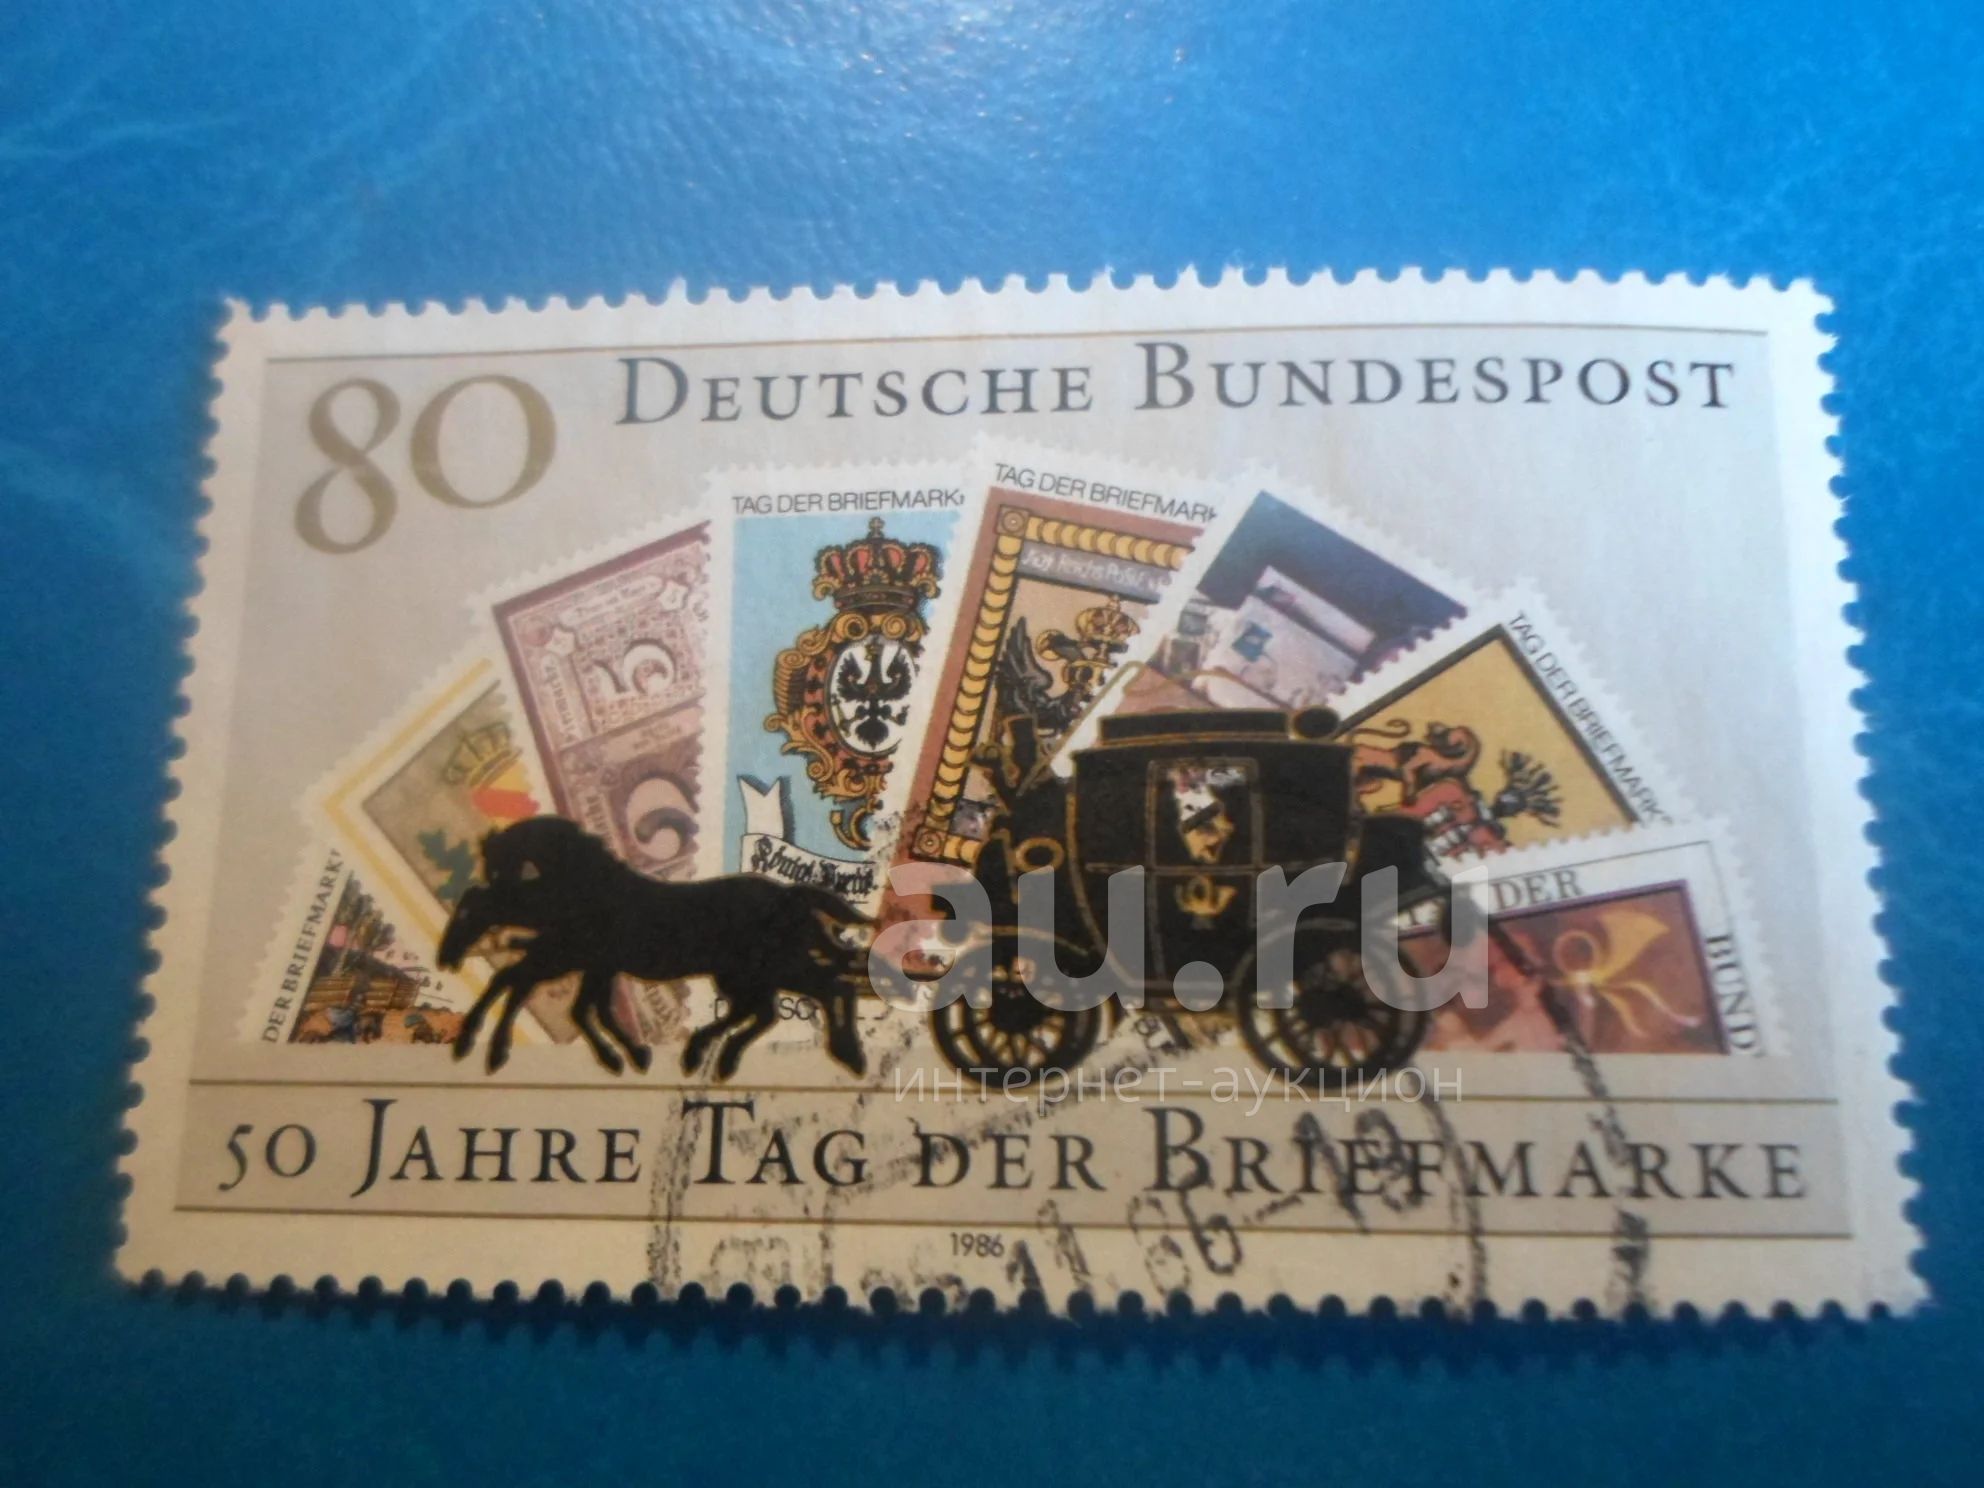 80 DEUTSCHE BUNDESPOST
TAG DER BRIEFMARK
TAG DER BRIEFMARK
TAG DER BRIEFMARK
DER BRIEFMARK
DER
BUND
au.ru
интернет-аукцион
50 JAHRE TAG DER BRIEFMARKE
1986